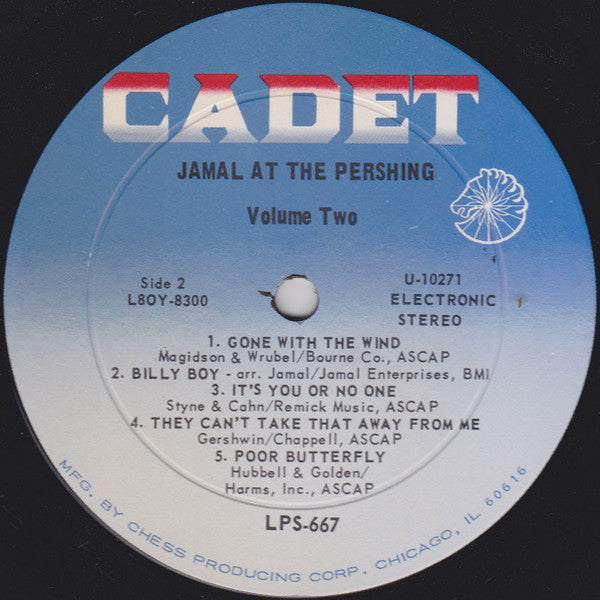 CADET
JAMAL AT THE PERSHING
Volume Two
Side 2
L8OY-8300
U-10271
ELECTRONIC
STEREO
1. GONE WITH THE WIND
Magidson & Wrubel/Bourne Co., ASCAP
2. BILLY BOY - arr. Jamal/Jamal Enterprises, BMI
3. IT'S YOU OR NO ONE
Styne & Cahn/Remick Music, ASCAP
4. THEY CAN'T TAKE THAT AWAY FROM ME
Gershwin/Chappell, ASCAP
5. POOR BUTTERFLY
Hubbell & Golden/
Harms, Inc., ASCAP
LPS-667
MFG. BY CHESS PRODUCING CORP. CHICAGO, IL 60616